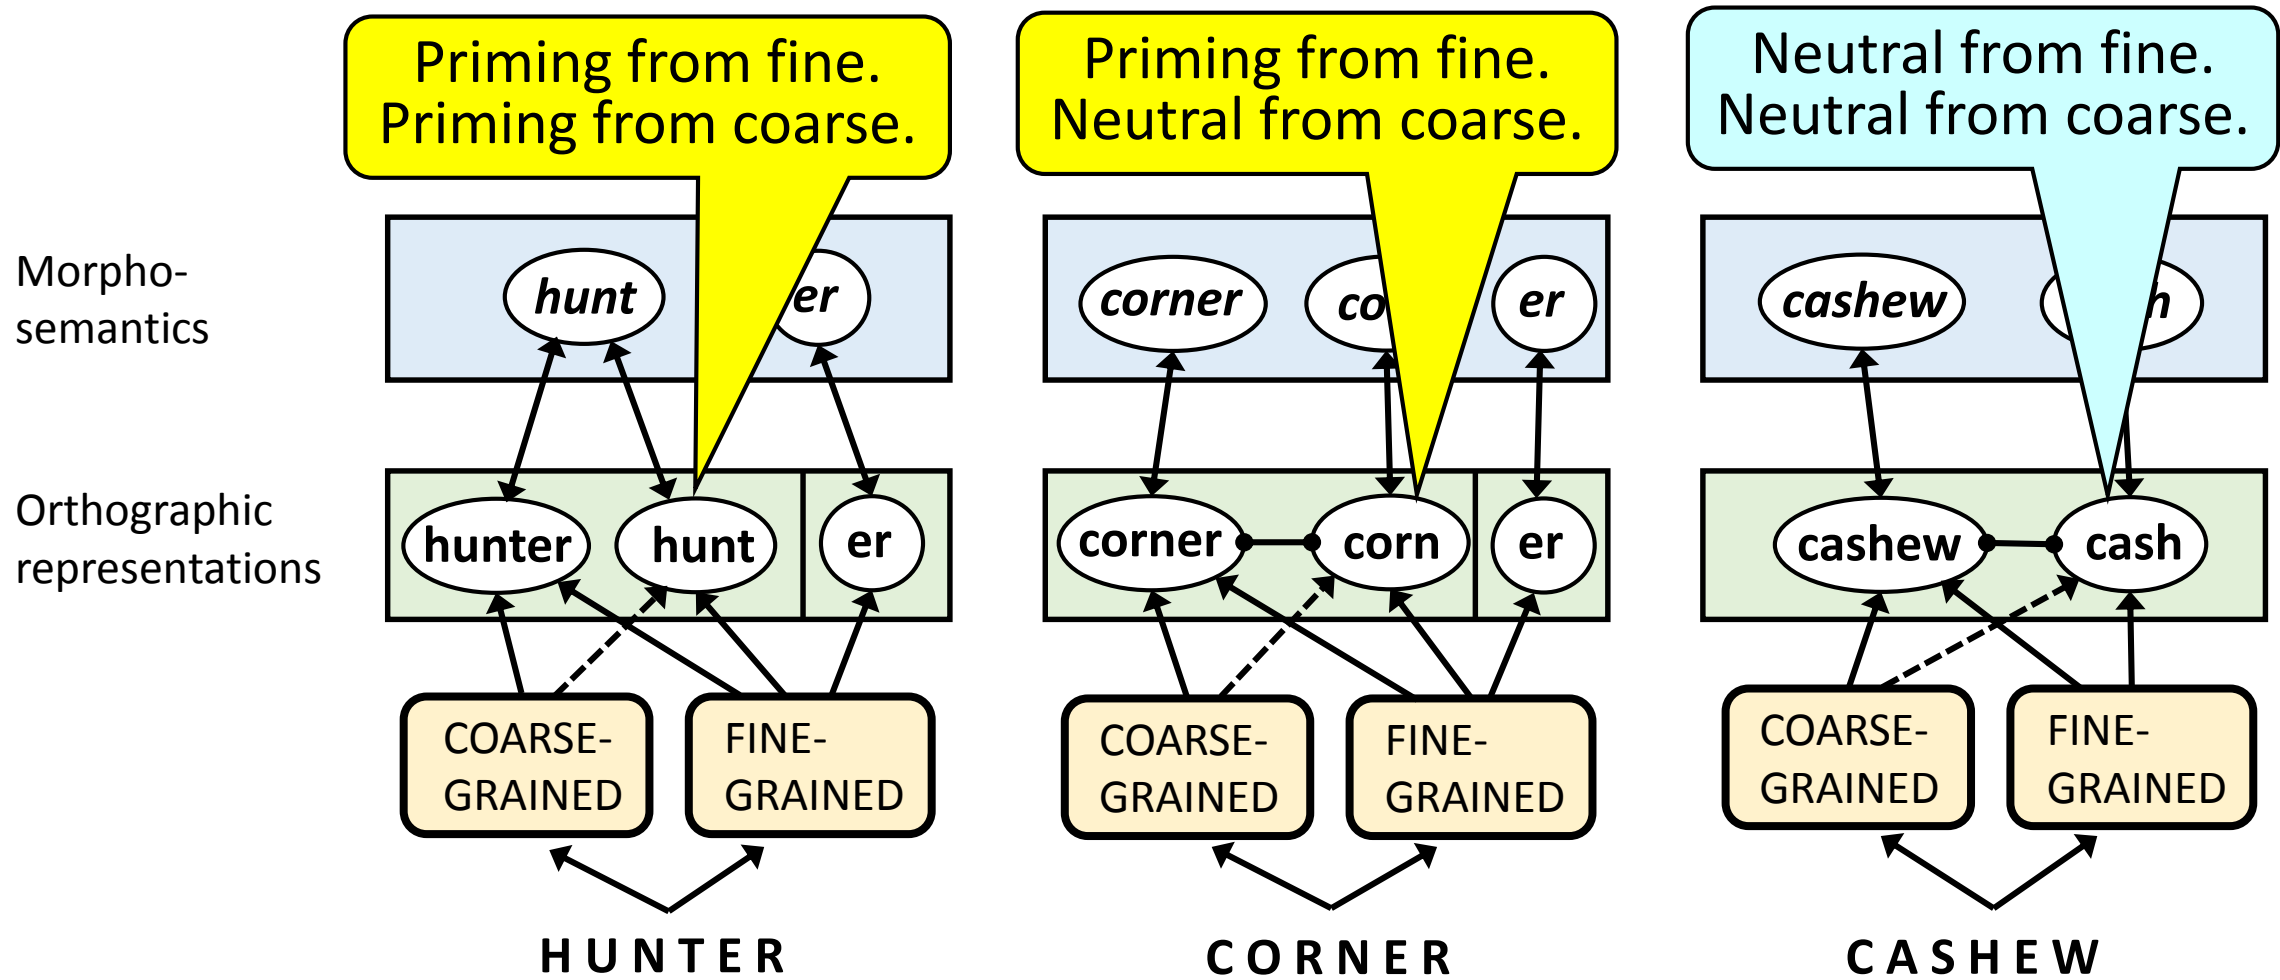 Priming from fine.
Priming from coarse.
Priming from fine.
Neutral from coarse.
Neutral from fine.
Neutral from coarse.
Morpho-
semantics
hunt
er
corner
co
er
cashew
h
Orthographic
representations
hunter
hunt
er
corner
corn
er
cashew
cash
COARSE-
GRAINED
FINE-
GRAINED
COARSE-
GRAINED
FINE-
GRAINED
COARSE-
GRAINED
FINE-
GRAINED
HUNTER
CORNER
CASHEW